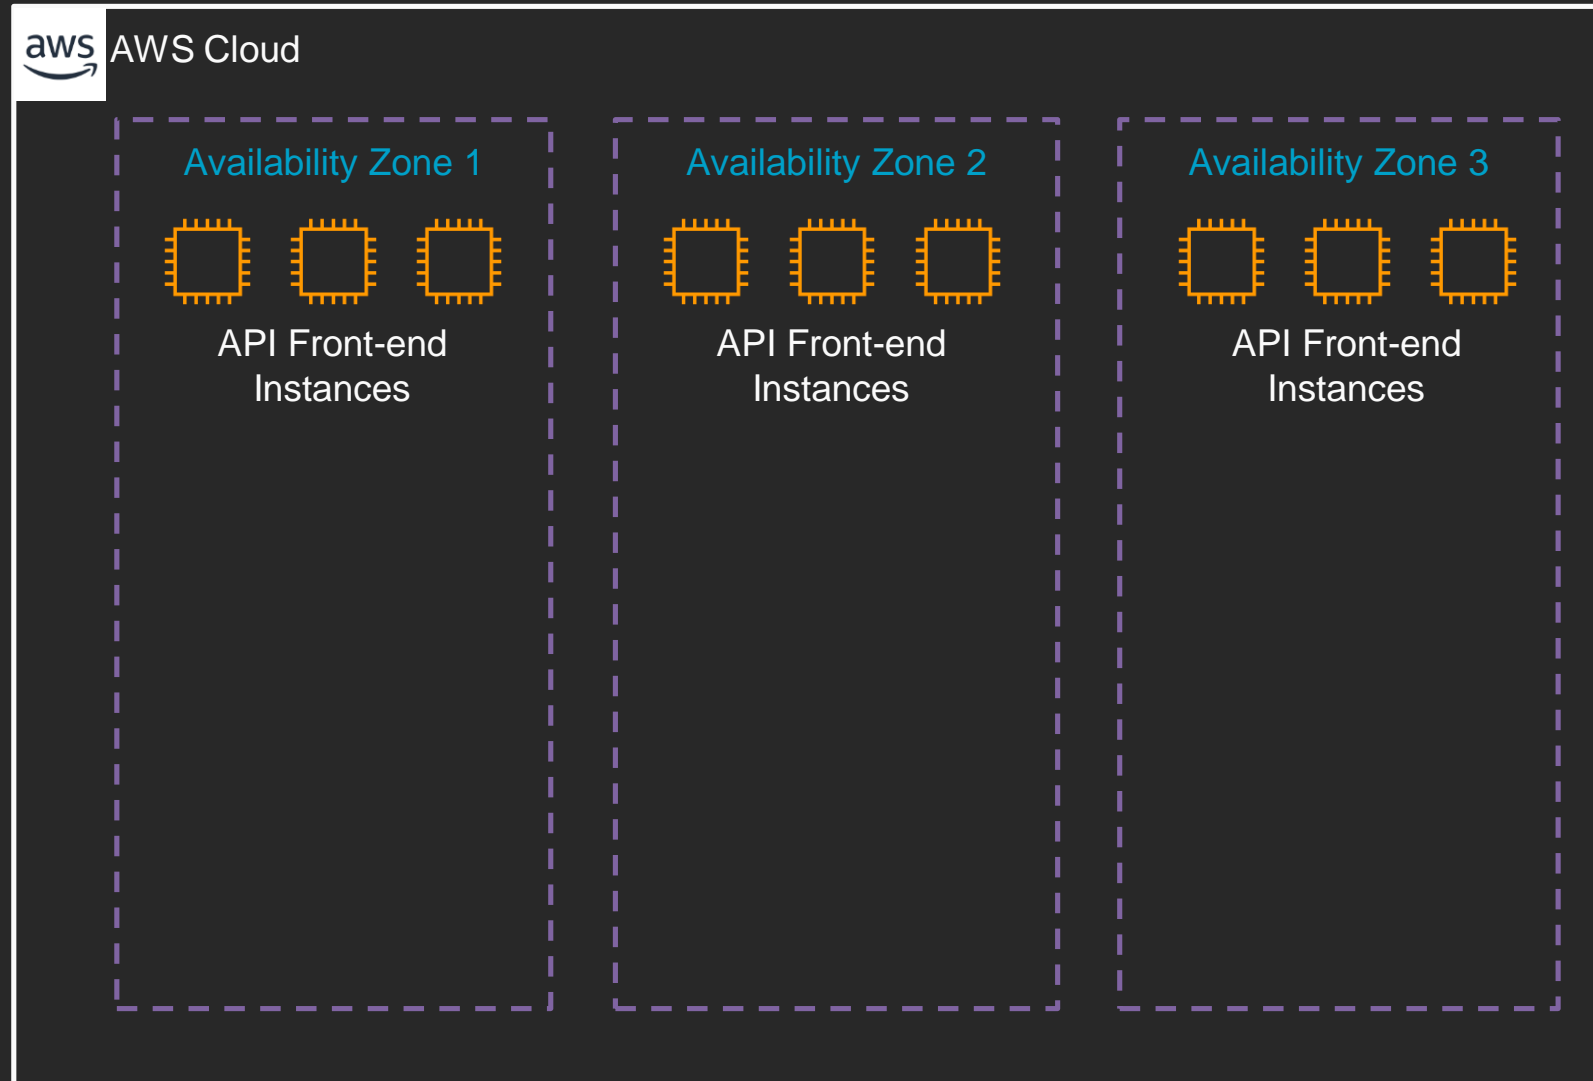 aws AWS Cloud
Availability Zone 1
API Front-end
Instances
Availability Zone 2
API Front-end
Instances
Availability Zone 3
API Front-end
Instances